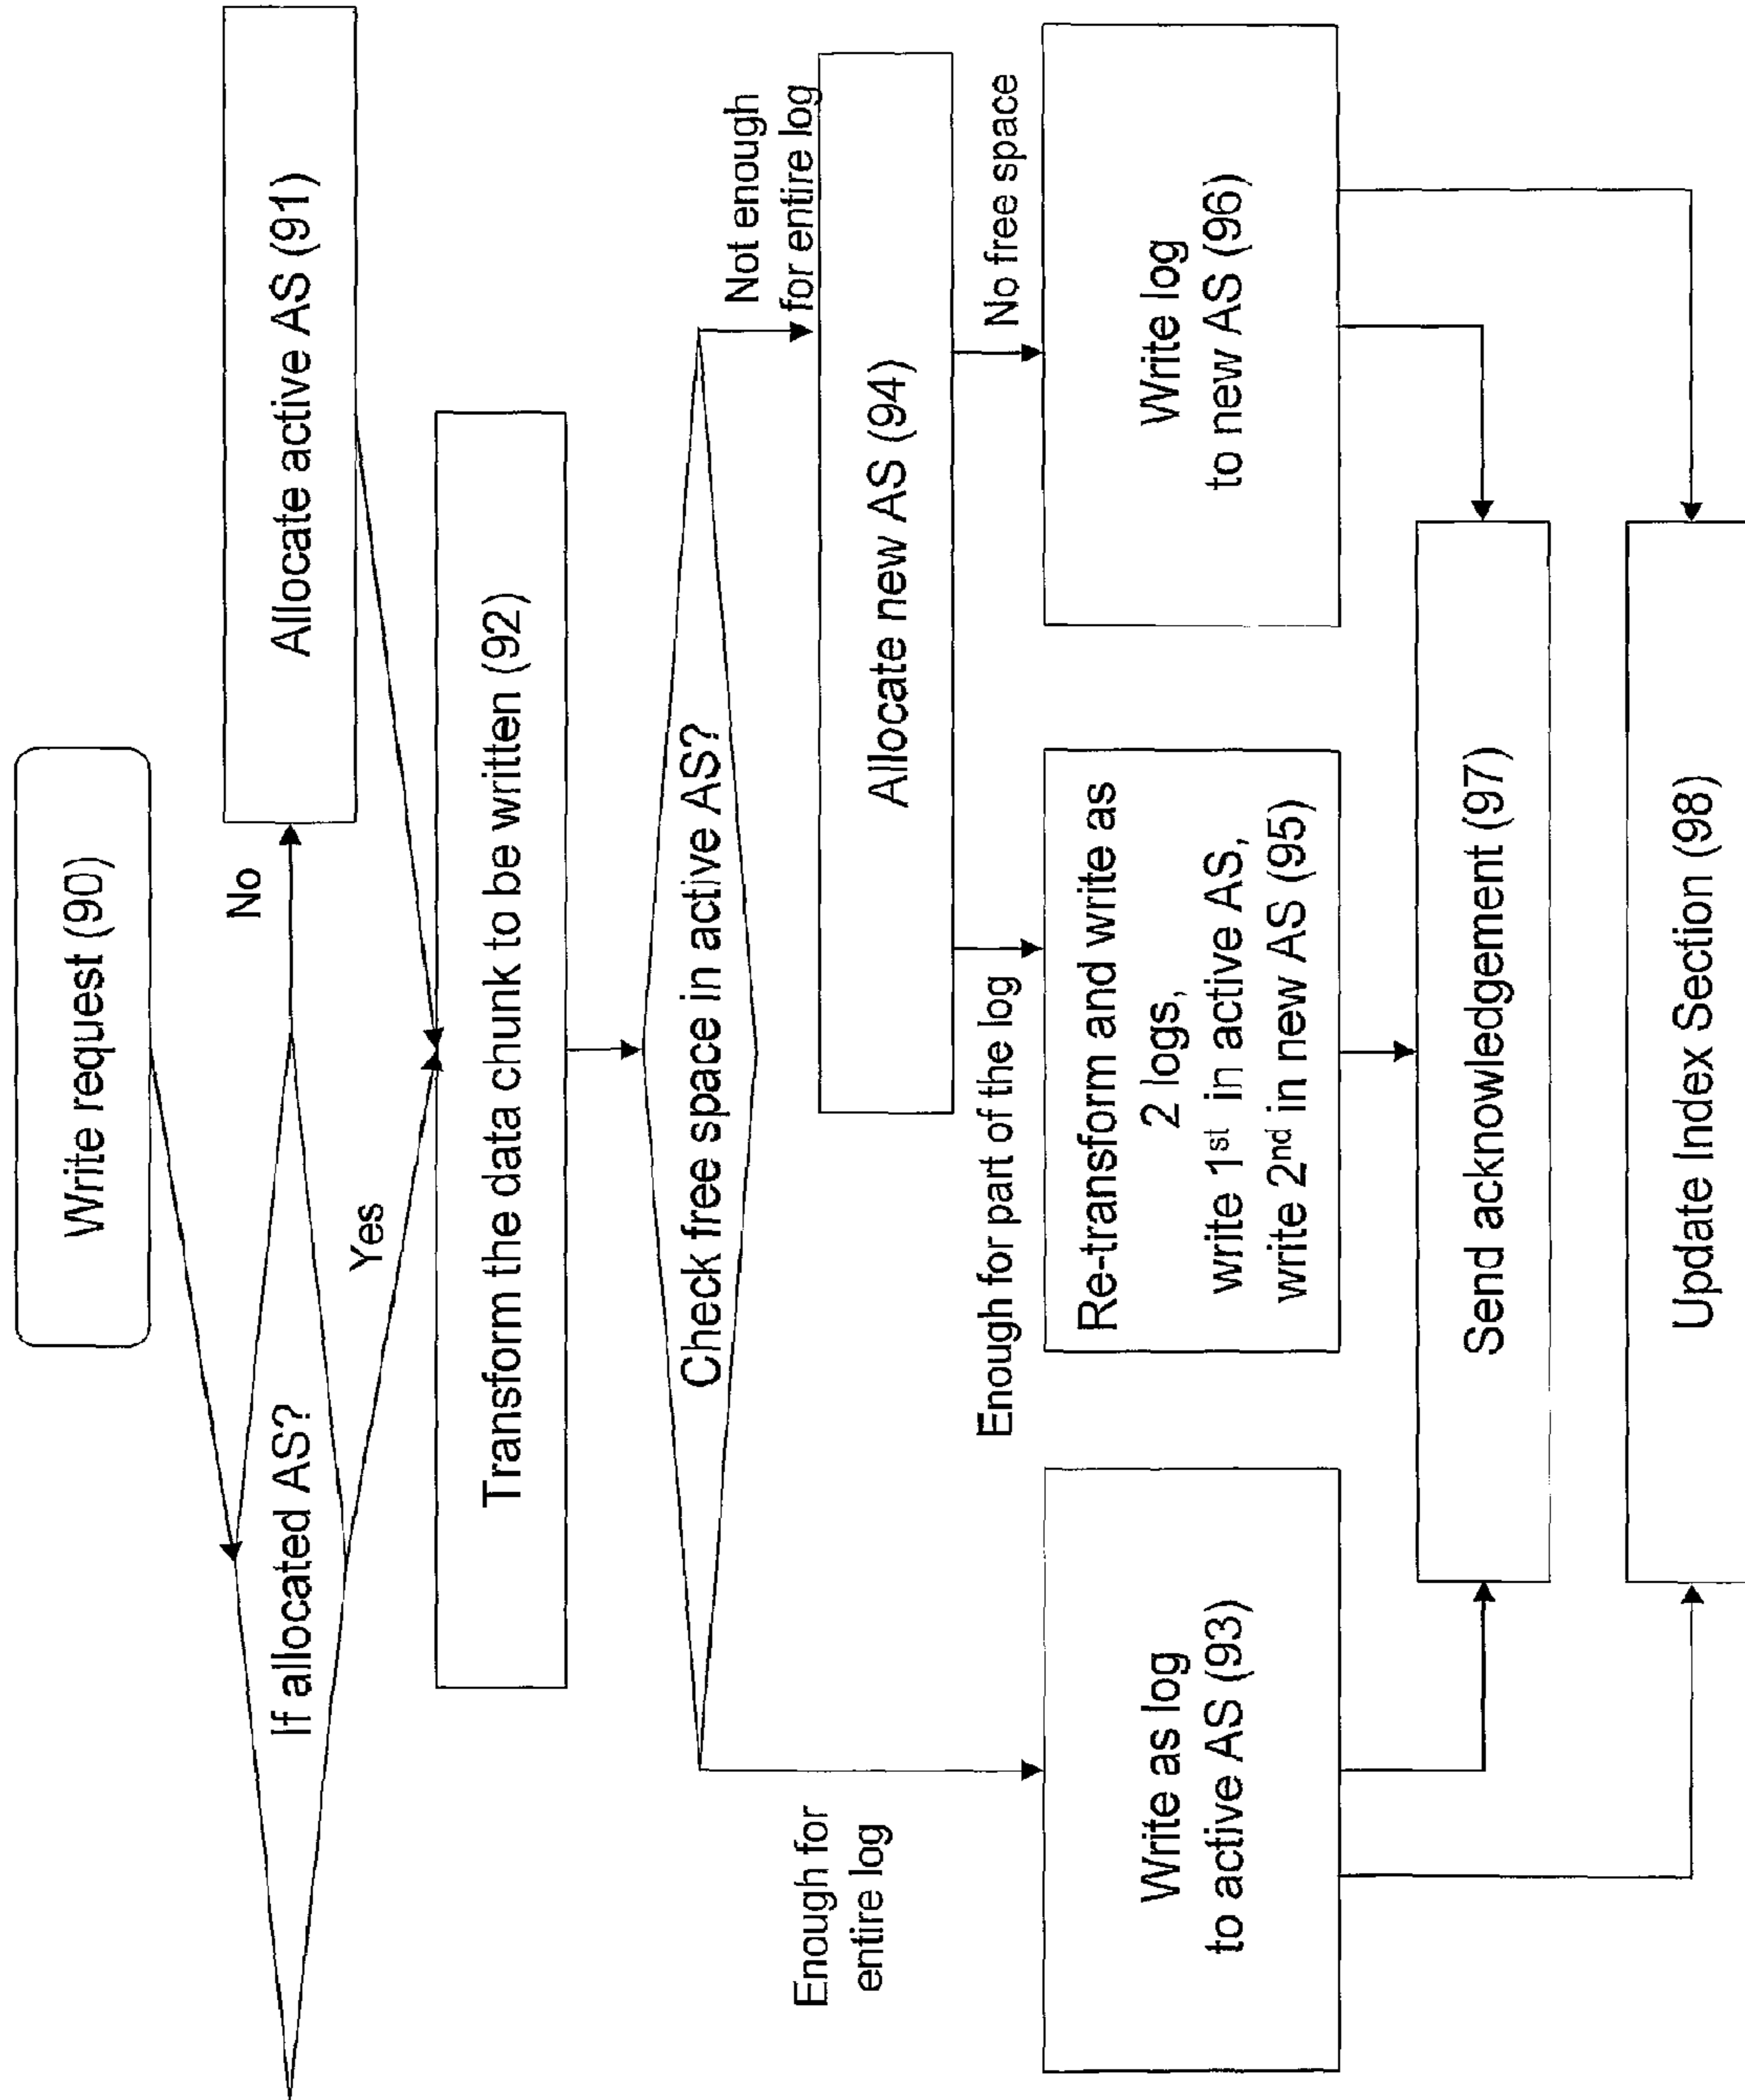 Write request (90)
If allocated AS?
No
Allocate active AS (91)
Yes
Transform the data chunk to be written (92)
Check free space in active AS?
Enough for
entire log
Not enough
for entire log
Allocate new AS (94)
Enough for part of the log
No free space
Write as log
to active AS (93)
Re-transform and write as
2 logs,
write 1st in active AS,
write 2nd in new AS (95)
Write log
to new AS (96)
Send acknowledgement (97)
Update Index Section (98)